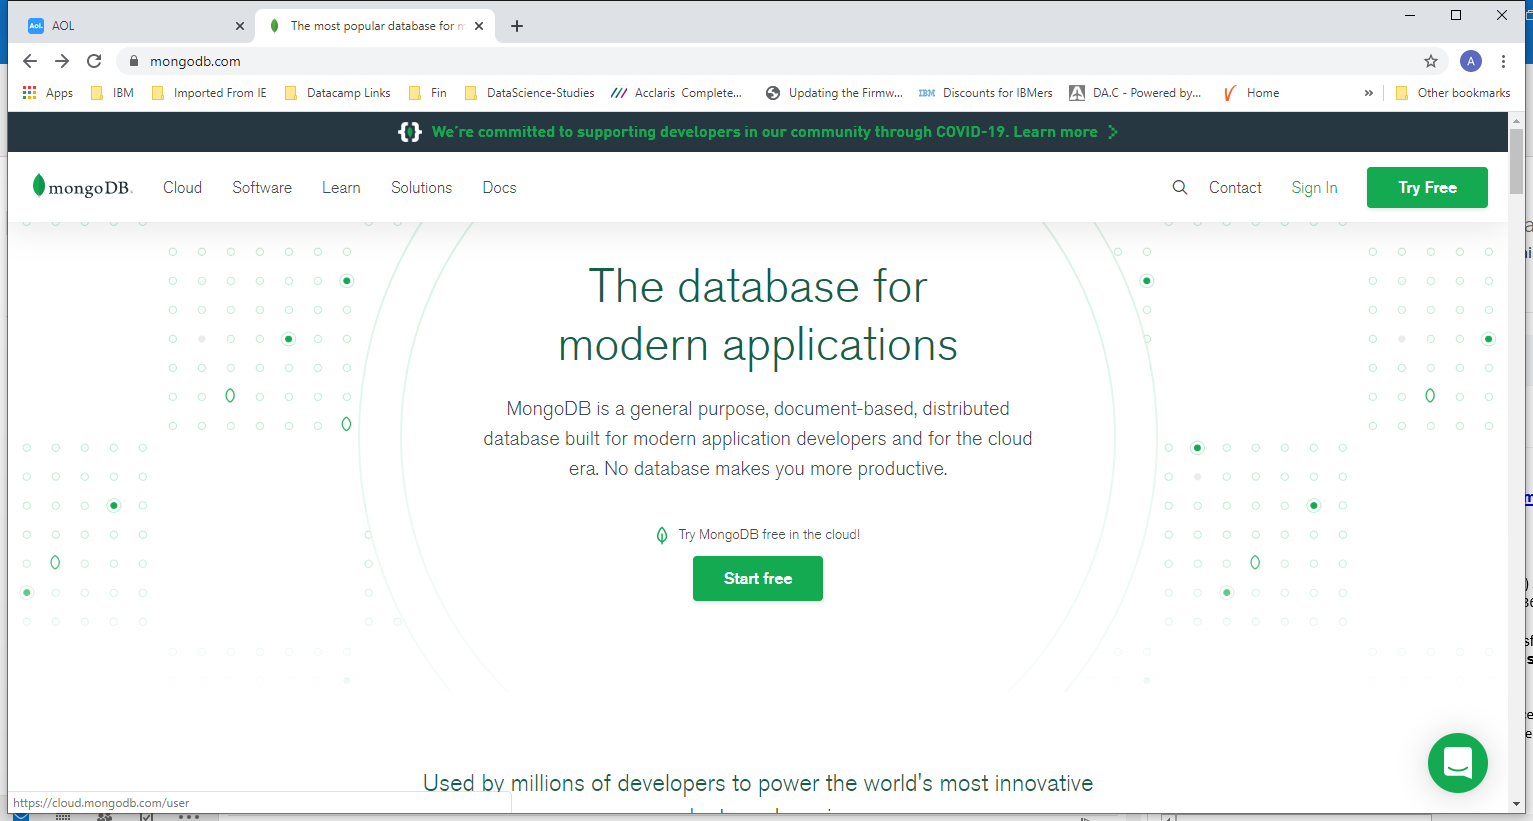 Aol. AOL
The most popular database for m
mongodb.com
A
Apps IBM Imported From IE Datacamp Links Fin DataScience-Studies Acclaris Complete... Updating the Firmw... IBM Discounts for IBMers DA.C - Powered by... Home » Other bookmarks
We're committed to supporting developers in our community through COVID-19. Learn more
mongoDB. Cloud Software Learn Solutions Docs Contact Sign In Try Free
The database for
modern applications
MongoDB is a general purpose, document-based, distributed
database built for modern application developers and for the cloud
era. No database makes you more productive.
Try MongoDB free in the cloud!
Start free
Used by millions of developers to power the world's most innovative
https://cloud.mongodb.com/user